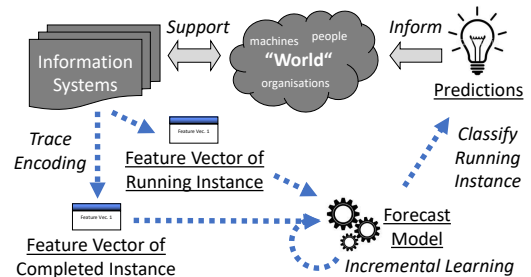 Support
Inform
machines
people
"World"
organisations
Information
Systems
Predictions
Trace
Encoding
Feature Vec. 1
Feature Vector of
Running Instance
Classify
Running
Instance
Feature Vec. 1
Feature Vector of
Completed Instance
Forecast
Model
Incremental Learning